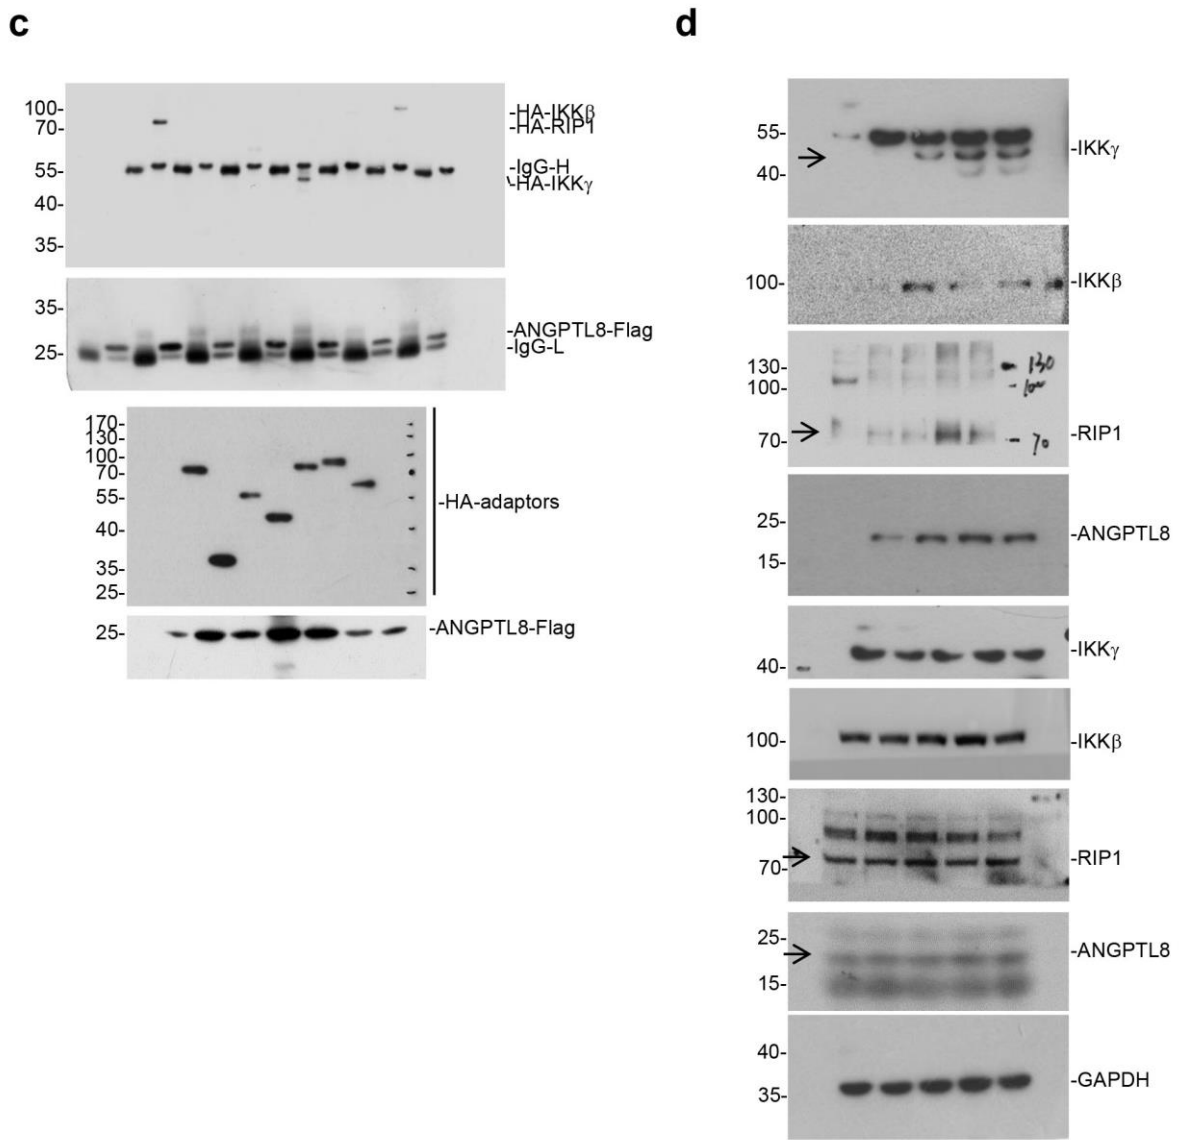 c
100-
70-
55-
40-
35-
-HA-IKKβ
-HA-RIP1
-IgG-H
-HA-IKKγ
35-
25-
-ANGPTL8-Flag
-IgG-L
170-
130-
100-
70-
55-
40-
35-
25-
-HA-adaptors
25-
-ANGPTL8-Flag
d
55-
40-
-IKKγ
100-
-IKKβ
130-
100-
70-
- 130
- 100
- 70
-RIP1
25-
15-
-ANGPTL8
40-
-IKKγ
100-
-IKKβ
130-
100-
70-
-RIP1
25-
15-
-ANGPTL8
40-
35-
-GAPDH